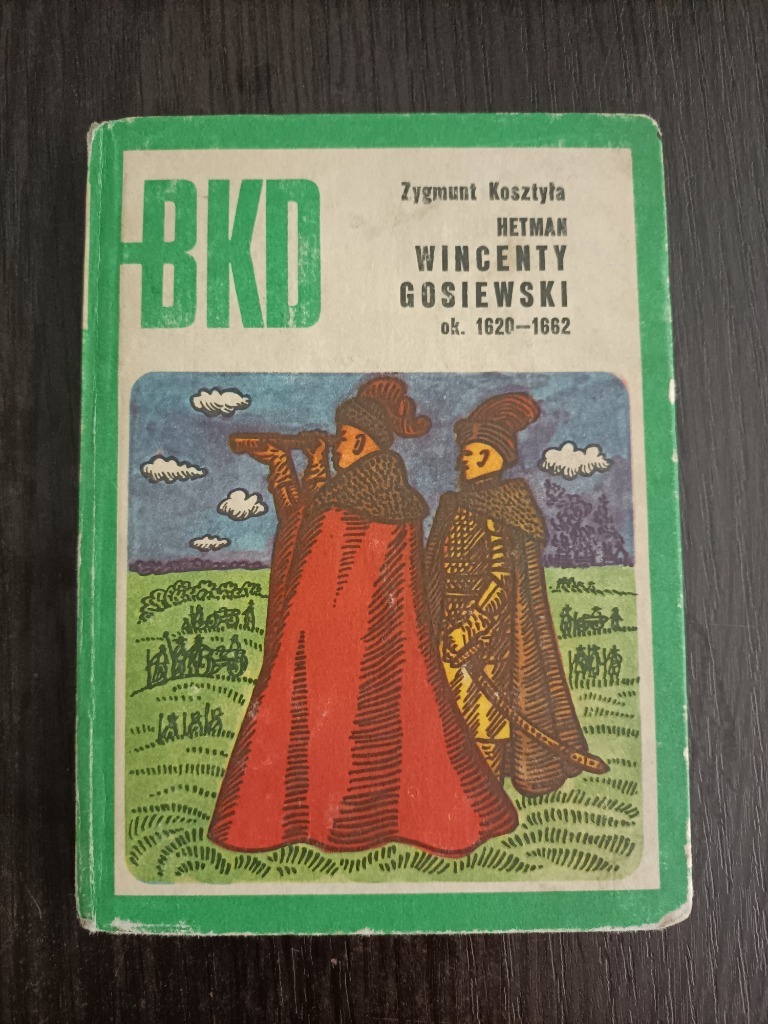 BKD
Zygmunt Kosztyła
HETMAN
WINCENTY
GOSIEWSKI
ok. 1620—1662